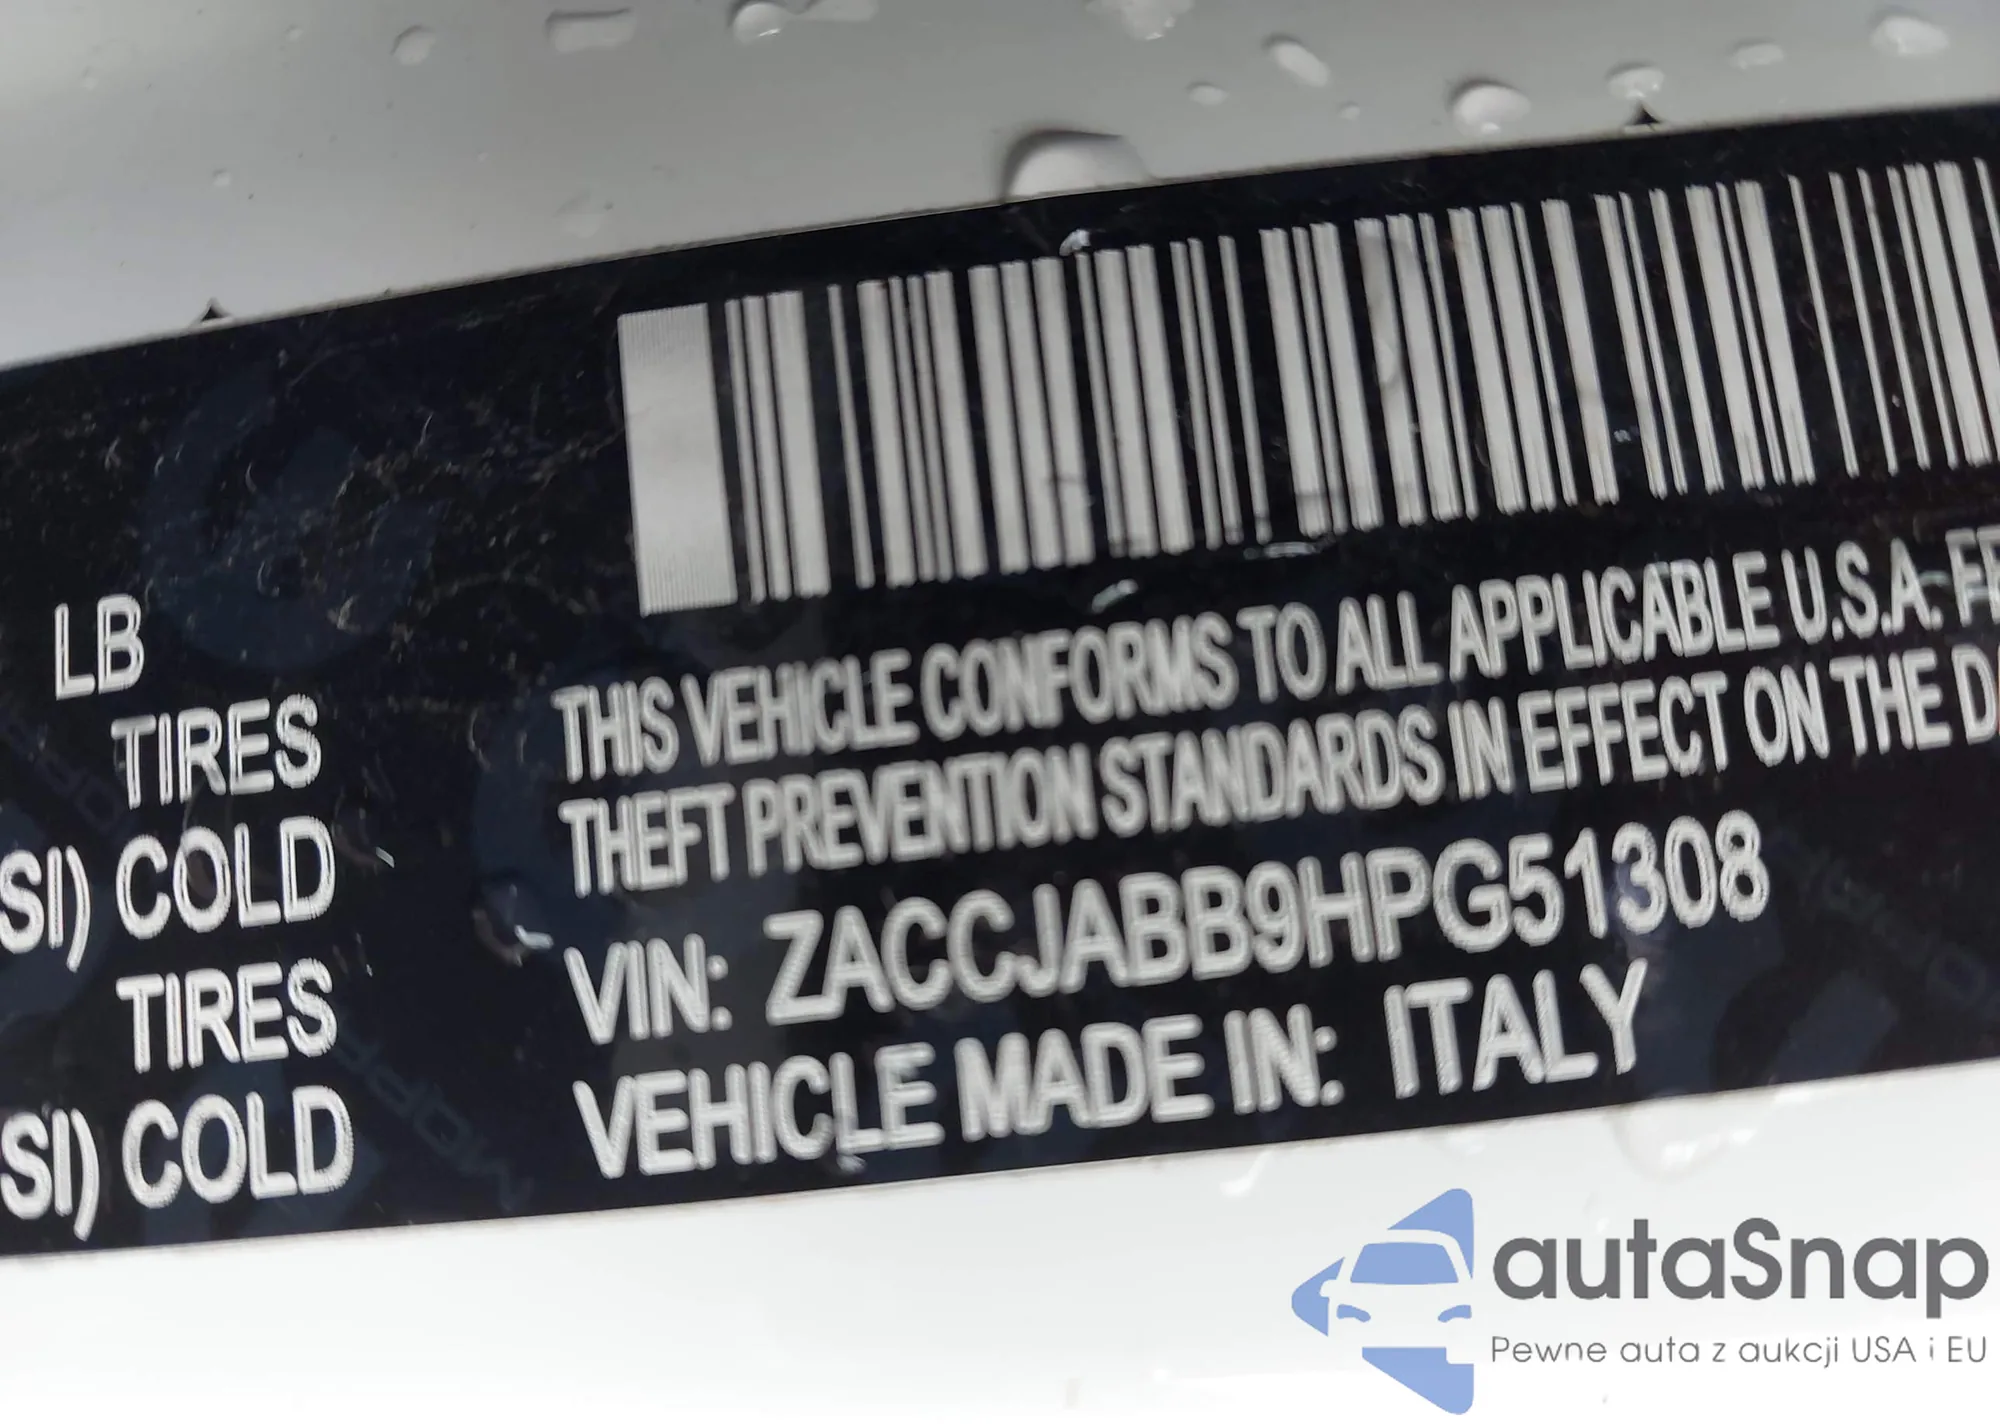 LB
TIRES
SI) COLD
TIRES
SI) COLD
THIS VEHICLE CONFORMS TO ALL APPLICABLE U.S.A.
THEFT PREVENTION STANDARDS IN EFFECT ON THE
VIN: ZACCJABB9HPG51308
VEHICLE MADE IN: ITALY
autaSnap
Pewne auta z aukcji USA i EU